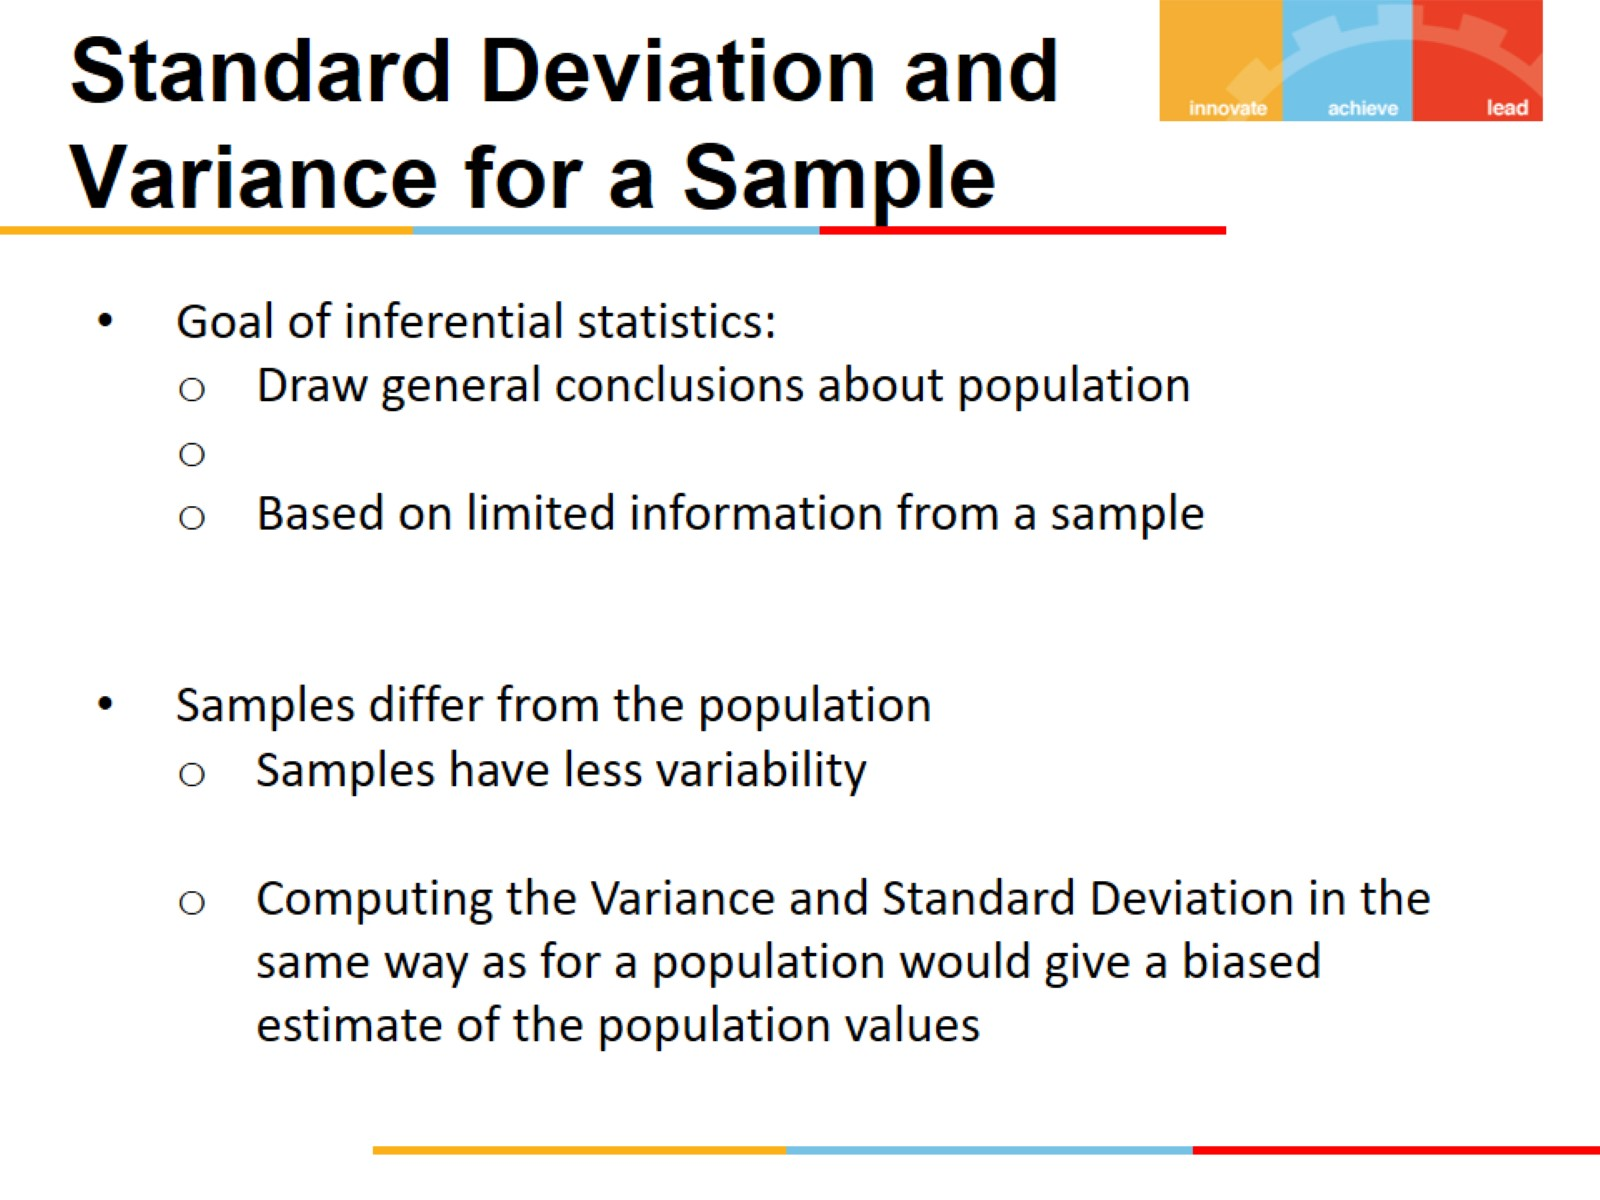 Standard Deviation and
Variance for a Sample
innovate achieve lead
• Goal of inferential statistics:
o Draw general conclusions about population
o
o Based on limited information from a sample
• Samples differ from the population
o Samples have less variability
o Computing the Variance and Standard Deviation in the
same way as for a population would give a biased
estimate of the population values